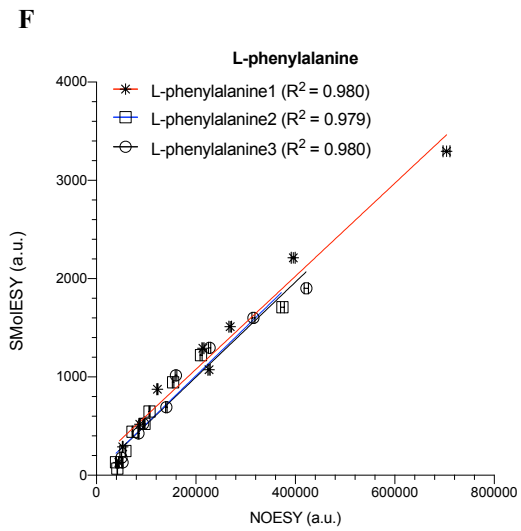 F
L-phenylalanine
L-phenylalanine1 (R² = 0.980)
L-phenylalanine2 (R² = 0.979)
L-phenylalanine3 (R² = 0.980)
SMolESY (a.u.)
4000
3000
2000
1000
0
0
200000
400000
600000
800000
NOESY (a.u.)